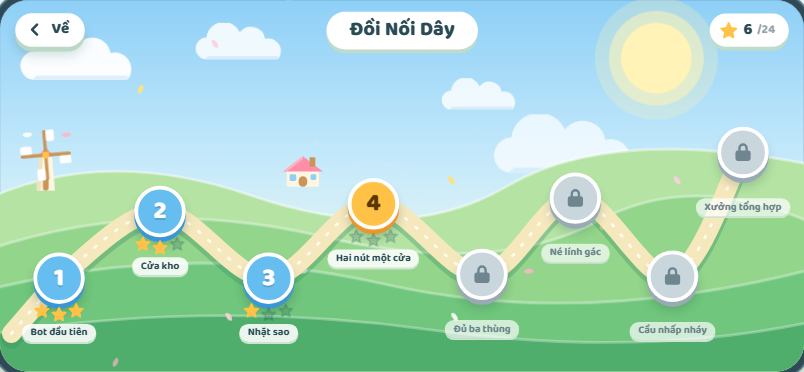 Về
Đồi Nối Dây
6 /24
4
2
1
3
Hai nút một cửa
Cửa kho
Bot đầu tiên
Nhặt sao
Xưởng tổng hợp
Né lính gác
Đủ ba thùng
Cầu nhấp nháy